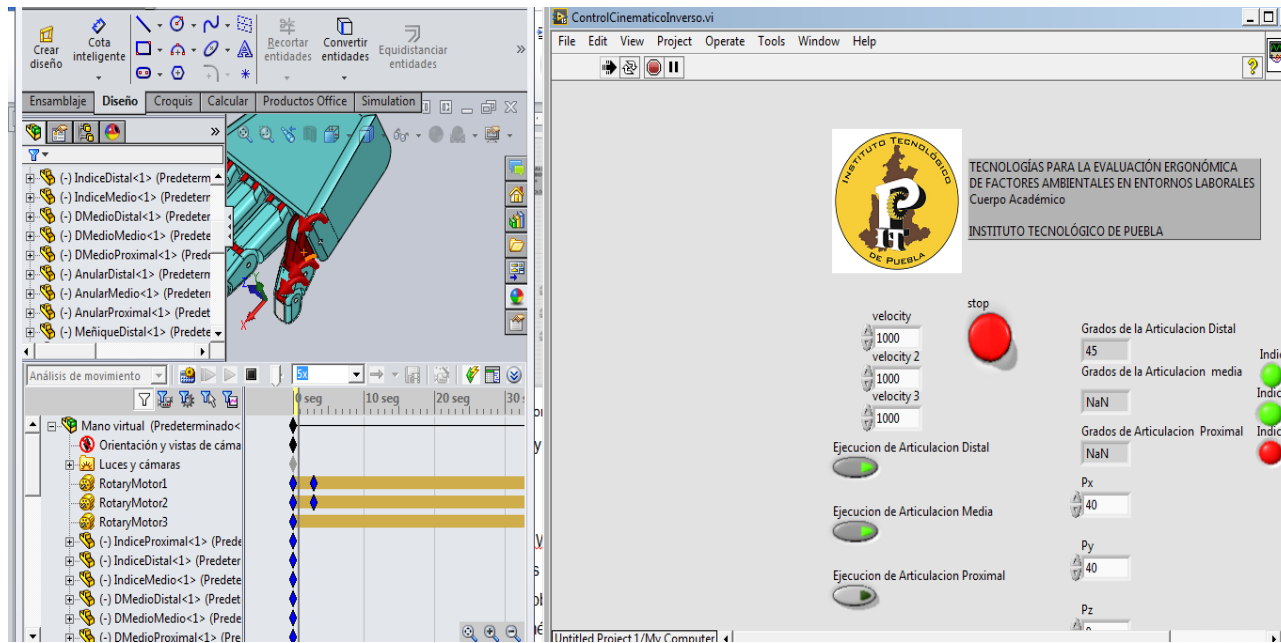 Crear diseño
Cota inteligente
Recortar entidades
Convertir entidades
Equidistanciar entidades
»
Ensamblaje Diseño Croquis Calcular Productos Office Simulation
»
(-) IndiceDistal<1> (Predeterm
(-) IndiceMedio<1> (Predeterr
(-) DMedioDistal<1> (Predeter
(-) DMedioMedio<1> (Predete
(-) DMedioProximal<1> (Prede
(-) AnularDistal<1> (Predeterm
(-) AnularMedio<1> (Predeter
(-) AnularProximal<1> (Predet
(-) MeñiqueDistal<1> (Predete
X
Análisis de movimiento
5x
0 seg 10 seg 20 seg 30
Mano virtual (Predeterminado<
Orientación y vistas de cáma
Luces y cámaras
RotaryMotor1
RotaryMotor2
RotaryMotor3
(-) IndiceProximal<1> (Prede
(-) IndiceDistal<1> (Predeter
(-) IndiceMedio<1> (Predete
(-) DMedioDistal<1> (Predet
(-) DMedioMedio<1> (Prede
(-) DMedioProximal<1> (Pre
ControlCinematicoInverso.vi
File Edit View Project Operate Tools Window Help
INSTITUTO TECNOLÓGICO
DE PUEBLA
TECNOLOGÍAS PARA LA EVALUACIÓN ERGONÓMICA
DE FACTORES AMBIENTALES EN ENTORNOS LABORALES
Cuerpo Académico
INSTITUTO TECNOLÓGICO DE PUEBLA
velocity
1000
velocity 2
1000
velocity 3
1000
stop
Ejecucion de Articulacion Distal
Ejecucion de Articulacion Media
Ejecucion de Articulacion Proximal
Grados de la Articulacion Distal
45
Grados de la Articulacion media
NaN
Grados de Articulacion Proximal
NaN
Indic
Indic
Indic
Px
40
Py
40
Pz
Untitled Project 1/My Computer